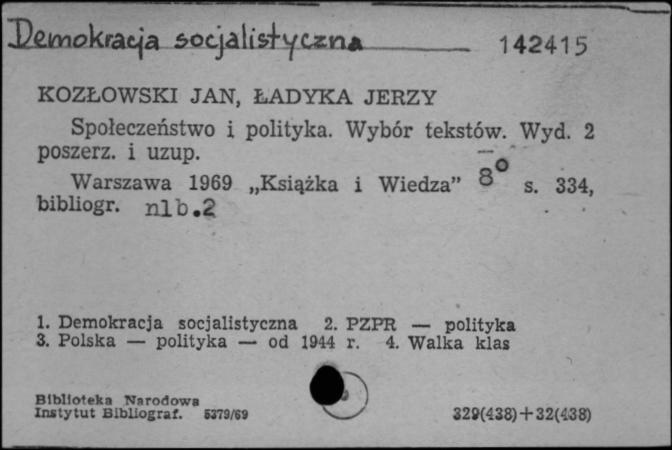 Demokracja socjalistyczna 142415
KOZŁOWSKI JAN, ŁADYKA JERZY
Społeczeństwo i polityka. Wybór tekstów. Wyd. 2
poszerz. i uzup.
Warszawa 1969 „Książka i Wiedza” 8° s. 334,
bibliogr. nlb.2
1. Demokracja socjalistyczna 2. PZPR — polityka
3. Polska — polityka — od 1944 r. 4. Walka klas
Biblioteka Narodowa
Instytut Bibliograf. 5379/69 329(438)+32(438)